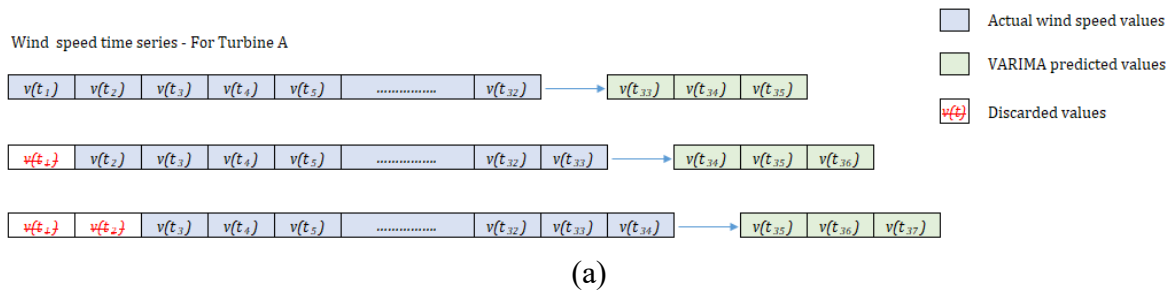 Actual wind speed values
Wind speed time series - For Turbine A
VARIMA predicted values
v(t₁) v(t₂) v(t₃) v(t₄) v(t₅) ................ v(t₃₂) v(t₃₃) v(t₃₄) v(t₃₅)
v(t) Discarded values
v(t₁) v(t₂) v(t₃) v(t₄) v(t₅) ................ v(t₃₂) v(t₃₃) v(t₃₄) v(t₃₅) v(t₃₆)
v(t₁) v(t₂) v(t₃) v(t₄) v(t₅) ................ v(t₃₂) v(t₃₃) v(t₃₄) v(t₃₅) v(t₃₆) v(t₃₇)
(a)